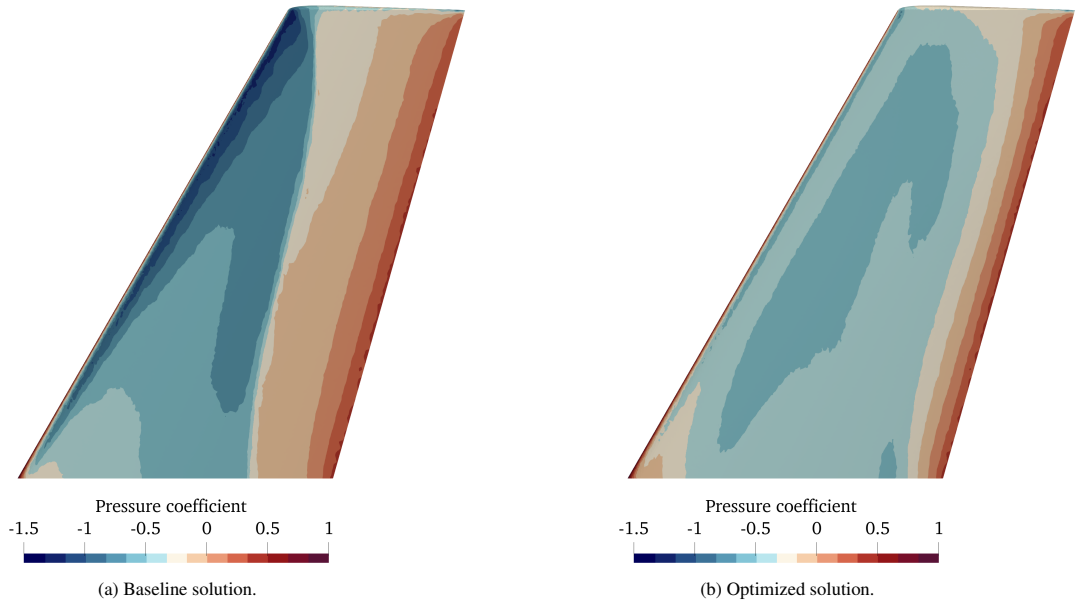 Pressure coefficient
-1.5 -1 -0.5 0 0.5 1
(a) Baseline solution.
Pressure coefficient
-1.5 -1 -0.5 0 0.5 1
(b) Optimized solution.